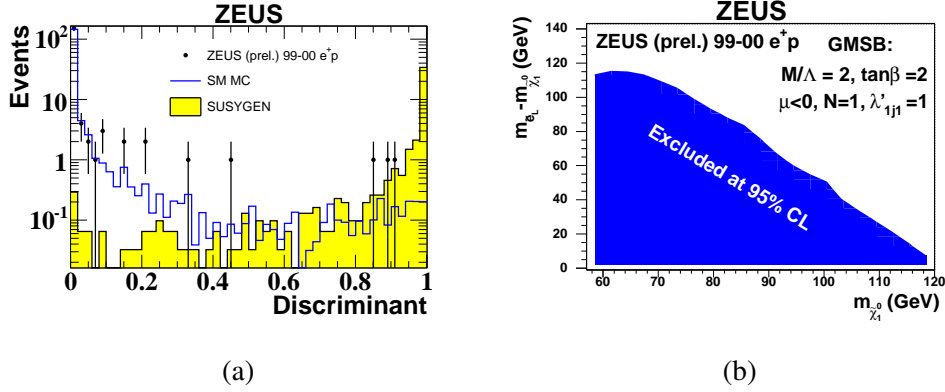 ZEUS
Events
10²
10
1
10⁻¹
ZEUS (prel.) 99-00 e⁺p
SM MC
SUSYGEN
0 0.2 0.4 0.6 0.8 1
Discriminant
(a)
ZEUS
m_ẽL-m_χ̃₁⁰ (GeV)
140
120
100
80
60
40
20
0
ZEUS (prel.) 99-00 e⁺p GMSB:
M/Λ = 2, tanβ =2
μ<0, N=1, λ'₁ⱼ₁ =1
Excluded at 95% CL
60 70 80 90 100 110 120
m_χ̃₁⁰ (GeV)
(b)